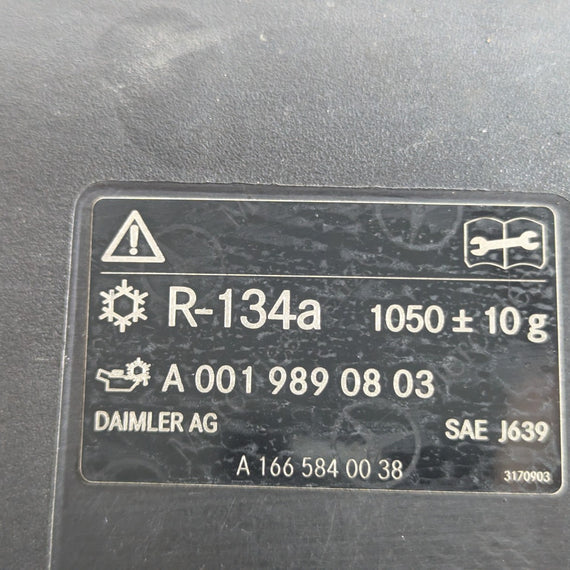 R-134a 1050 ± 10 g
A 001 989 08 03
DAIMLER AG SAE J639
A 166 584 00 38
3170903